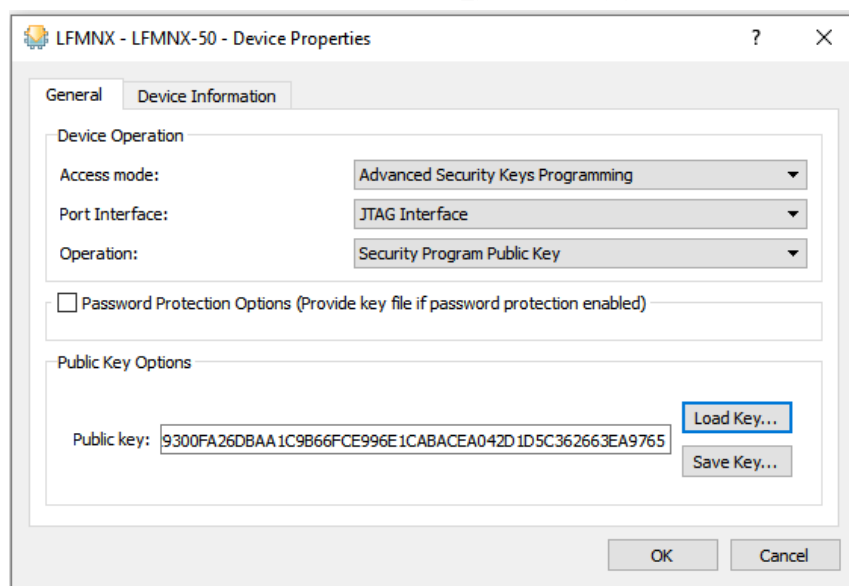 LFMNX - LFMNX-50 - Device Properties ?
General Device Information
Device Operation
Access mode: Advanced Security Keys Programming
Port Interface: JTAG Interface
Operation: Security Program Public Key
Password Protection Options (Provide key file if password protection enabled)
Public Key Options
Load Key...
Public key: 9300FA26DBAA1C9B66FCE996E1CABACEA042D1D5C362663EA9765
Save Key...
OK Cancel